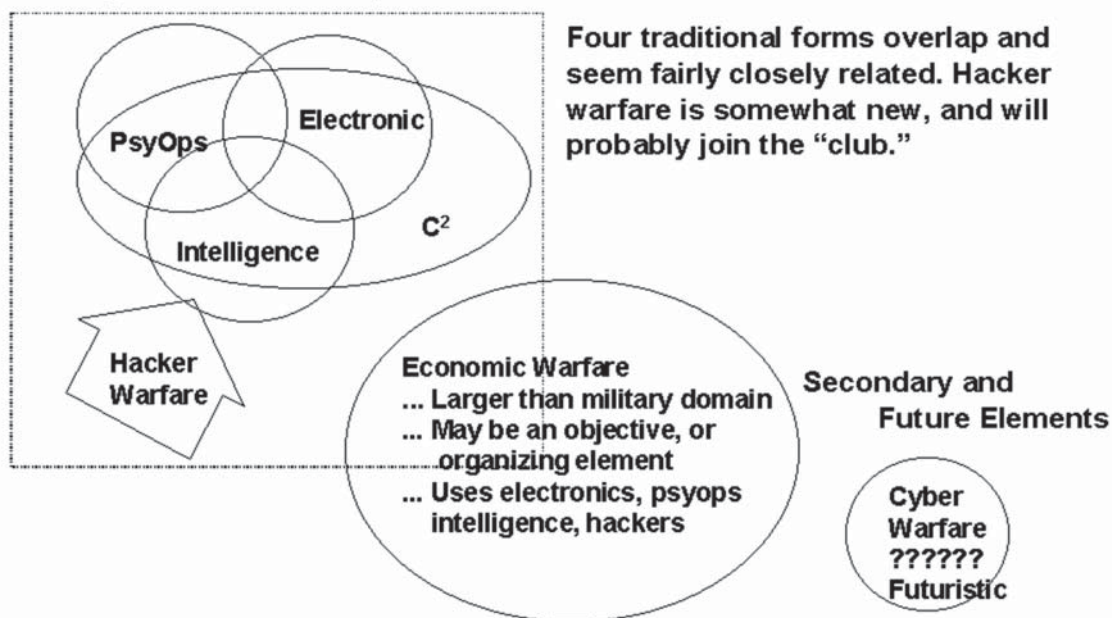 Four traditional forms overlap and
seem fairly closely related. Hacker
warfare is somewhat new, and will
probably join the “club.”
Electronic
PsyOps
C²
Intelligence
Hacker
Warfare
Economic Warfare
... Larger than military domain
... May be an objective, or
organizing element
... Uses electronics, psyops
intelligence, hackers
Secondary and
Future Elements
Cyber
Warfare
??????
Futuristic